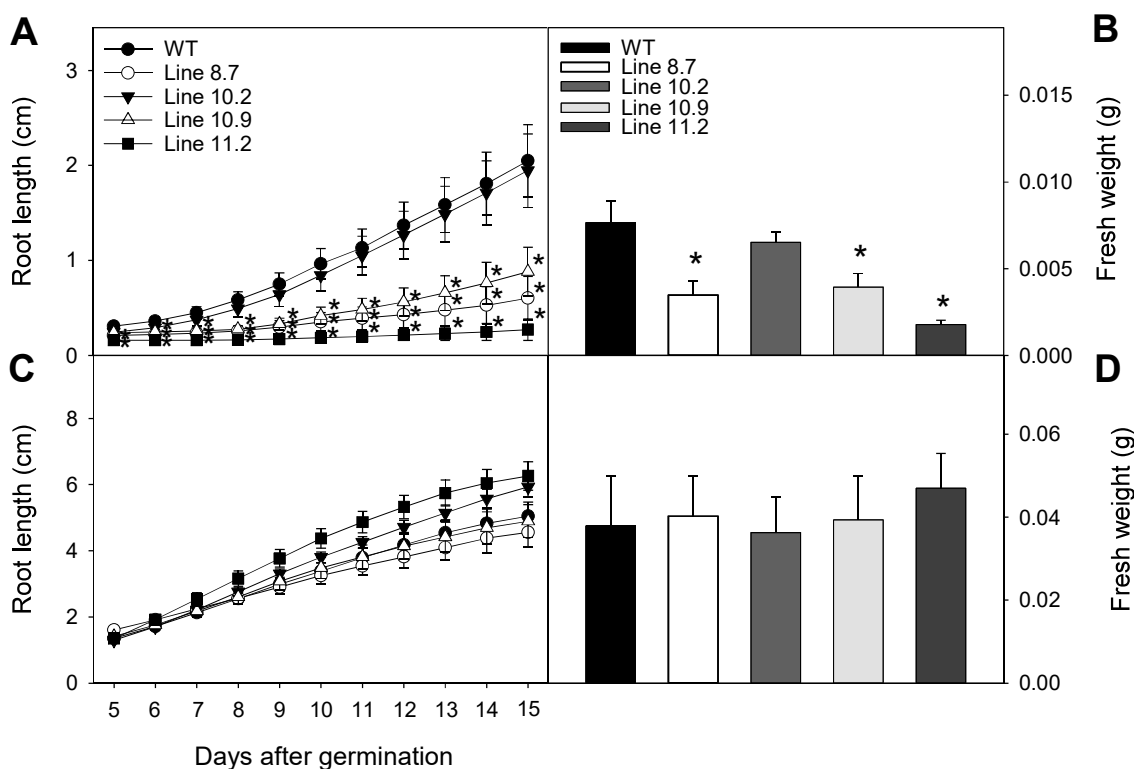 A
WT
Line 8.7
Line 10.2
Line 10.9
Line 11.2
Root length (cm)
3
2
1
0
B
WT
Line 8.7
Line 10.2
Line 10.9
Line 11.2
* * *
0.015
0.010
0.005
0.000
Fresh weight (g)
C
Root length (cm)
8
6
4
2
0
5 6 7 8 9 10 11 12 13 14 15
Days after germination
D
0.06
0.04
0.02
0.00
Fresh weight (g)